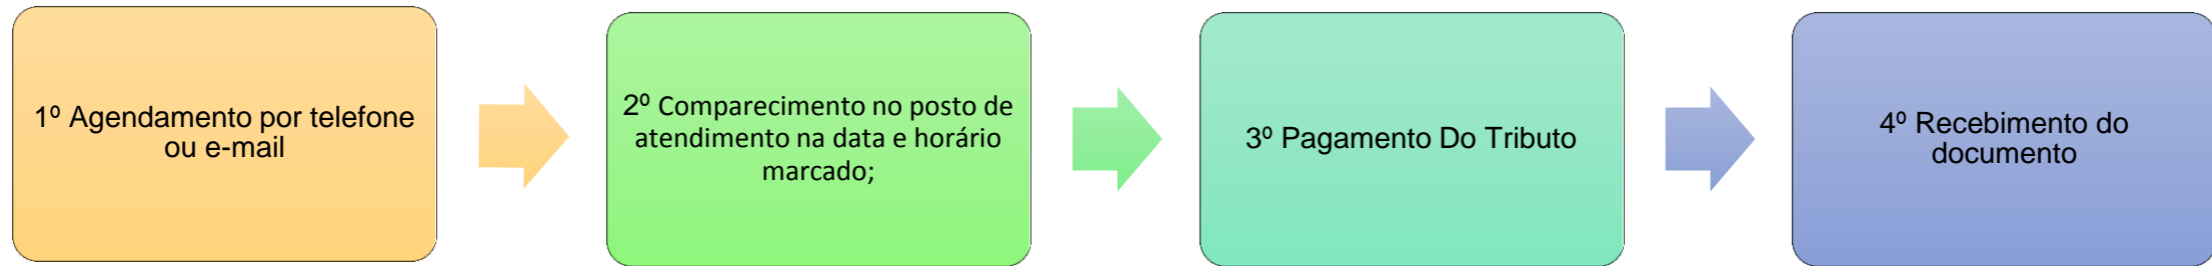 1º Agendamento por telefone
ou e-mail
2º Comparecimento no posto de
atendimento na data e horário
marcado;
3º Pagamento Do Tributo
4º Recebimento do
documento